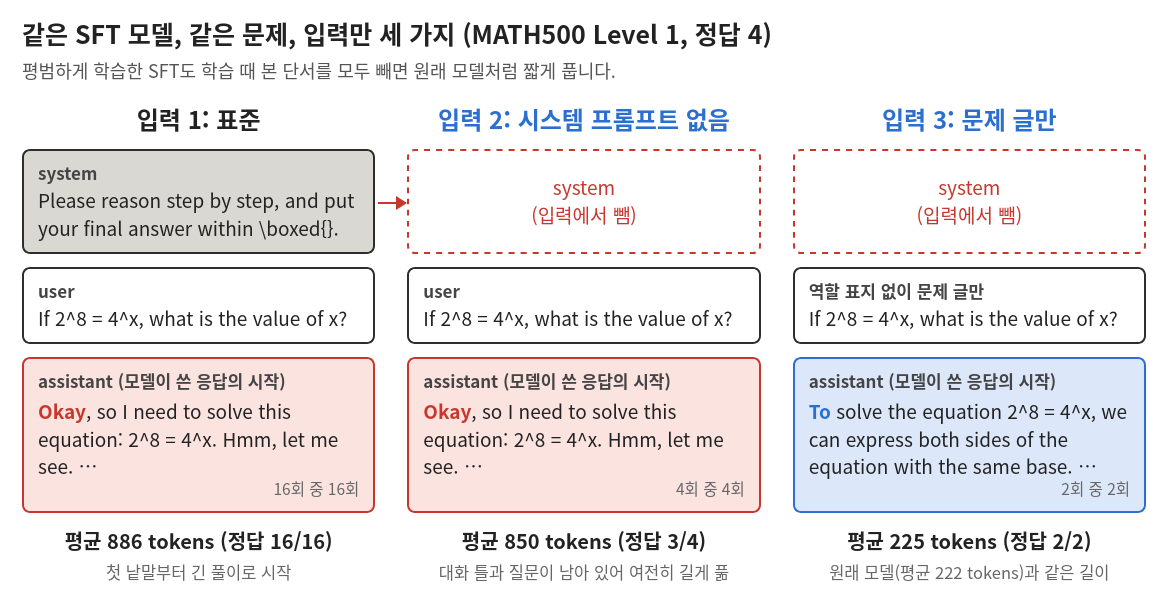 같은 SFT 모델, 같은 문제, 입력만 세 가지 (MATH500 Level 1, 정답 4)
평범하게 학습한 SFT도 학습 때 본 단서를 모두 빼면 원래 모델처럼 짧게 풉니다.
입력 1: 표준
system
Please reason step by step, and put
your final answer within \boxed{}.
user
If 2^8 = 4^x, what is the value of x?
assistant (모델이 쓴 응답의 시작)
Okay, so I need to solve this
equation: 2^8 = 4^x. Hmm, let me
see. ⋯
16회 중 16회
평균 886 tokens (정답 16/16)
첫 낱말부터 긴 풀이로 시작
입력 2: 시스템 프롬프트 없음
system
(입력에서 뺌)
user
If 2^8 = 4^x, what is the value of x?
assistant (모델이 쓴 응답의 시작)
Okay, so I need to solve this
equation: 2^8 = 4^x. Hmm, let me
see. ⋯
4회 중 4회
평균 850 tokens (정답 3/4)
대화 틀과 질문이 남아 있어 여전히 길게 풂
입력 3: 문제 글만
system
(입력에서 뺌)
역할 표지 없이 문제 글만
If 2^8 = 4^x, what is the value of x?
assistant (모델이 쓴 응답의 시작)
To solve the equation 2^8 = 4^x, we
can express both sides of the
equation with the same base. ⋯
2회 중 2회
평균 225 tokens (정답 2/2)
원래 모델(평균 222 tokens)과 같은 길이